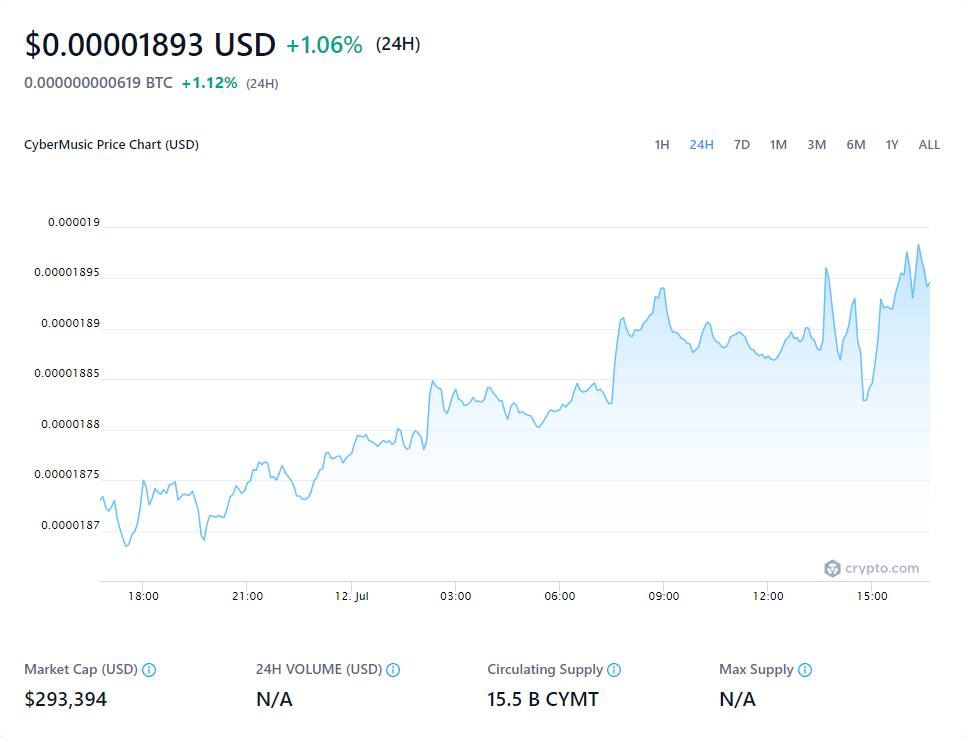 $0.00001893 USD +1.06% (24H)
0.000000000619 BTC +1.12% (24H)
CyberMusic Price Chart (USD)
1H 24H 7D 1M 3M 6M 1Y ALL
0.000019
0.00001895
0.0000189
0.00001885
0.0000188
0.00001875
0.0000187
crypto.com
18:00 21:00 12. Jul 03:00 06:00 09:00 12:00 15:00
Market Cap (USD) 24H VOLUME (USD) Circulating Supply Max Supply
$293,394 N/A 15.5 B CYMT N/A